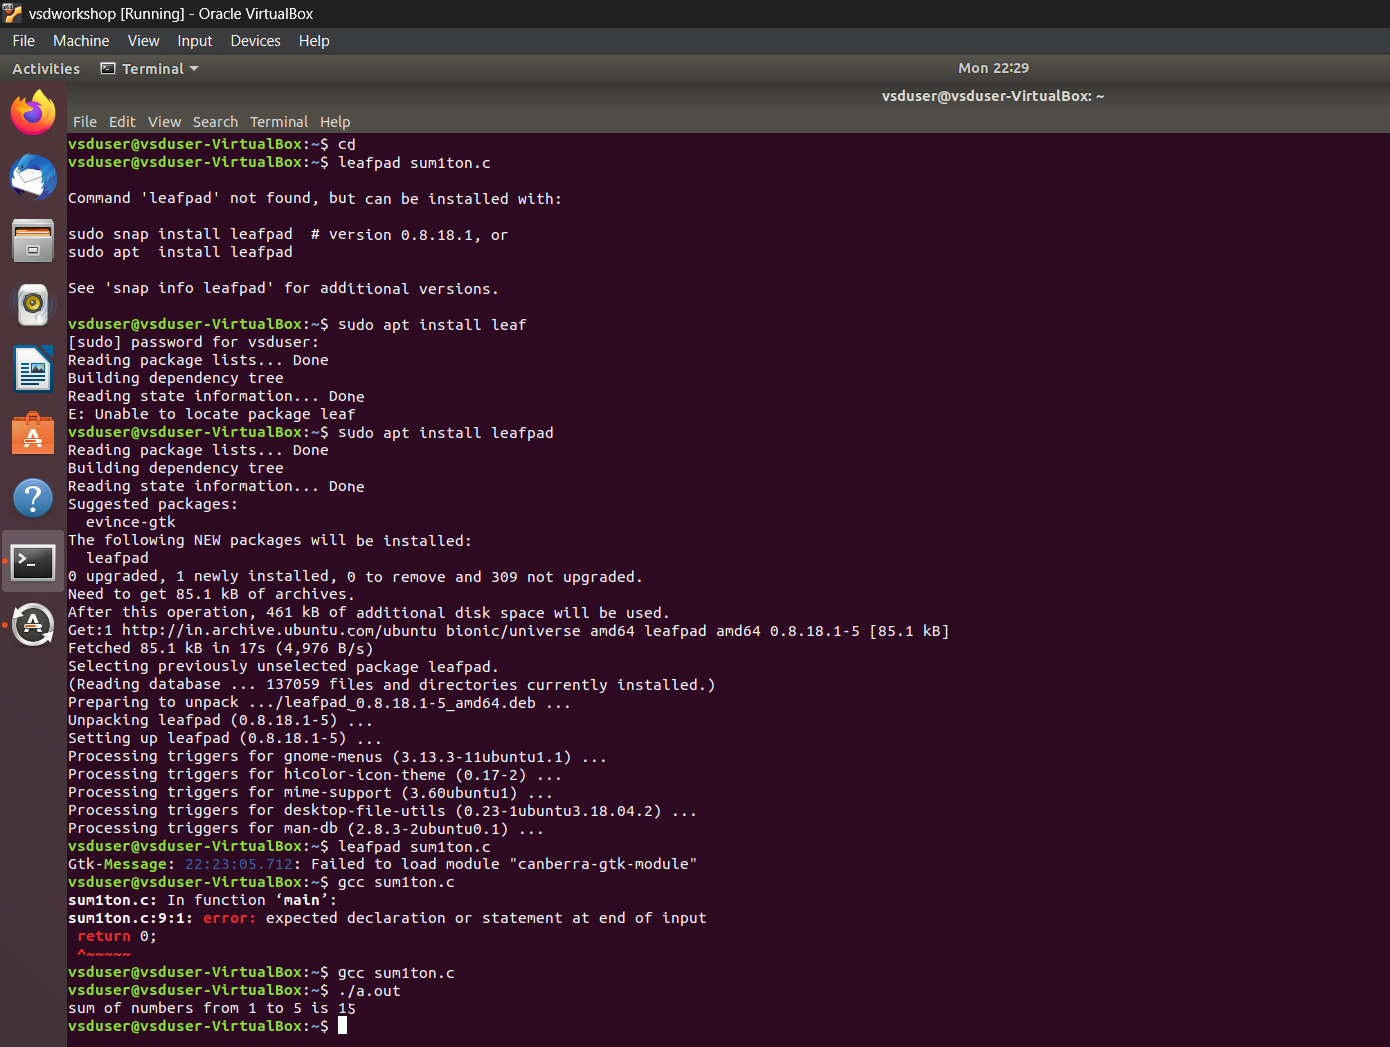 vsdworkshop [Running] - Oracle VirtualBox
File Machine View Input Devices Help
Activities Terminal Mon 22:29
vsduser@vsduser-VirtualBox: ~
File Edit View Search Terminal Help
vsduser@vsduser-VirtualBox:~$ cd
vsduser@vsduser-VirtualBox:~$ leafpad sum1ton.c
Command 'leafpad' not found, but can be installed with:
sudo snap install leafpad  # version 0.8.18.1, or
sudo apt  install leafpad
See 'snap info leafpad' for additional versions.
vsduser@vsduser-VirtualBox:~$ sudo apt install leaf
[sudo] password for vsduser:
Reading package lists... Done
Building dependency tree
Reading state information... Done
E: Unable to locate package leaf
vsduser@vsduser-VirtualBox:~$ sudo apt install leafpad
Reading package lists... Done
Building dependency tree
Reading state information... Done
Suggested packages:
  evince-gtk
The following NEW packages will be installed:
  leafpad
0 upgraded, 1 newly installed, 0 to remove and 309 not upgraded.
Need to get 85.1 kB of archives.
After this operation, 461 kB of additional disk space will be used.
Get:1 http://in.archive.ubuntu.com/ubuntu bionic/universe amd64 leafpad amd64 0.8.18.1-5 [85.1 kB]
Fetched 85.1 kB in 17s (4,976 B/s)
Selecting previously unselected package leafpad.
(Reading database ... 137059 files and directories currently installed.)
Preparing to unpack .../leafpad_0.8.18.1-5_amd64.deb ...
Unpacking leafpad (0.8.18.1-5) ...
Setting up leafpad (0.8.18.1-5) ...
Processing triggers for gnome-menus (3.13.3-11ubuntu1.1) ...
Processing triggers for hicolor-icon-theme (0.17-2) ...
Processing triggers for mime-support (3.60ubuntu1) ...
Processing triggers for desktop-file-utils (0.23-1ubuntu3.18.04.2) ...
Processing triggers for man-db (2.8.3-2ubuntu0.1) ...
vsduser@vsduser-VirtualBox:~$ leafpad sum1ton.c
Gtk-Message: 22:23:05.712: Failed to load module "canberra-gtk-module"
vsduser@vsduser-VirtualBox:~$ gcc sum1ton.c
sum1ton.c: In function ‘main’:
sum1ton.c:9:1: error: expected declaration or statement at end of input
 return 0;
 ^~~~~~
vsduser@vsduser-VirtualBox:~$ gcc sum1ton.c
vsduser@vsduser-VirtualBox:~$ ./a.out
sum of numbers from 1 to 5 is 15
vsduser@vsduser-VirtualBox:~$